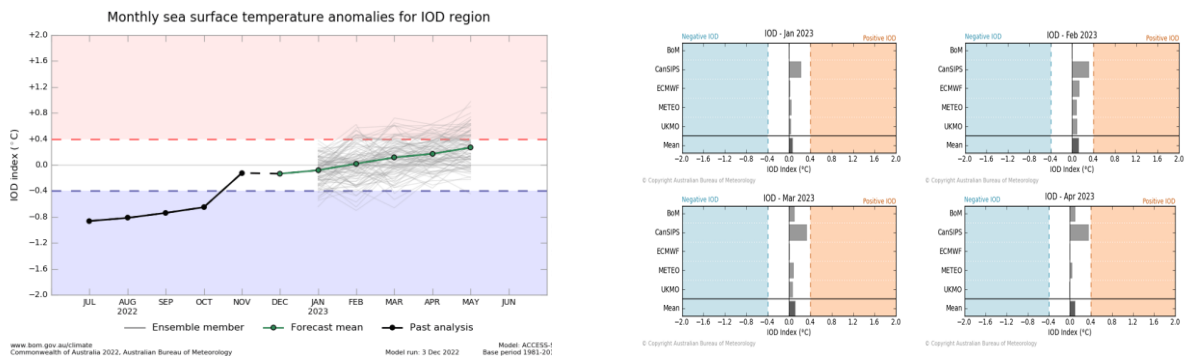 Monthly sea surface temperature anomalies for IOD region
IOD index (°C)
+2.0
+1.6
+1.2
+0.8
+0.4
0.0
−0.4
−0.8
−1.2
−1.6
−2.0
JUL AUG SEP OCT NOV DEC JAN FEB MAR APR MAY JUN
2022 2023
Ensemble member Forecast mean Past analysis
www.bom.gov.au/climate
Commonwealth of Australia 2022, Australian Bureau of Meteorology
Model: ACCESS-
Model run: 3 Dec 2022 Base period 1981-20
IOD - Jan 2023
Negative IOD Positive IOD
BoM
CanSIPS
ECMWF
METEO
UKMO
Mean
−2.0 −1.6 −1.2 −0.8 −0.4 0.0 0.4 0.8 1.2 1.6 2.0
IOD Index (°C)
© Copyright Australian Bureau of Meteorology
IOD - Feb 2023
Negative IOD Positive IOD
BoM
CanSIPS
ECMWF
METEO
UKMO
Mean
−2.0 −1.6 −1.2 −0.8 −0.4 0.0 0.4 0.8 1.2 1.6 2.0
IOD Index (°C)
© Copyright Australian Bureau of Meteorology
IOD - Mar 2023
Negative IOD Positive IOD
BoM
CanSIPS
ECMWF
METEO
UKMO
Mean
−2.0 −1.6 −1.2 −0.8 −0.4 0.0 0.4 0.8 1.2 1.6 2.0
IOD Index (°C)
© Copyright Australian Bureau of Meteorology
IOD - Apr 2023
Negative IOD Positive IOD
BoM
CanSIPS
ECMWF
METEO
UKMO
Mean
−2.0 −1.6 −1.2 −0.8 −0.4 0.0 0.4 0.8 1.2 1.6 2.0
IOD Index (°C)
© Copyright Australian Bureau of Meteorology